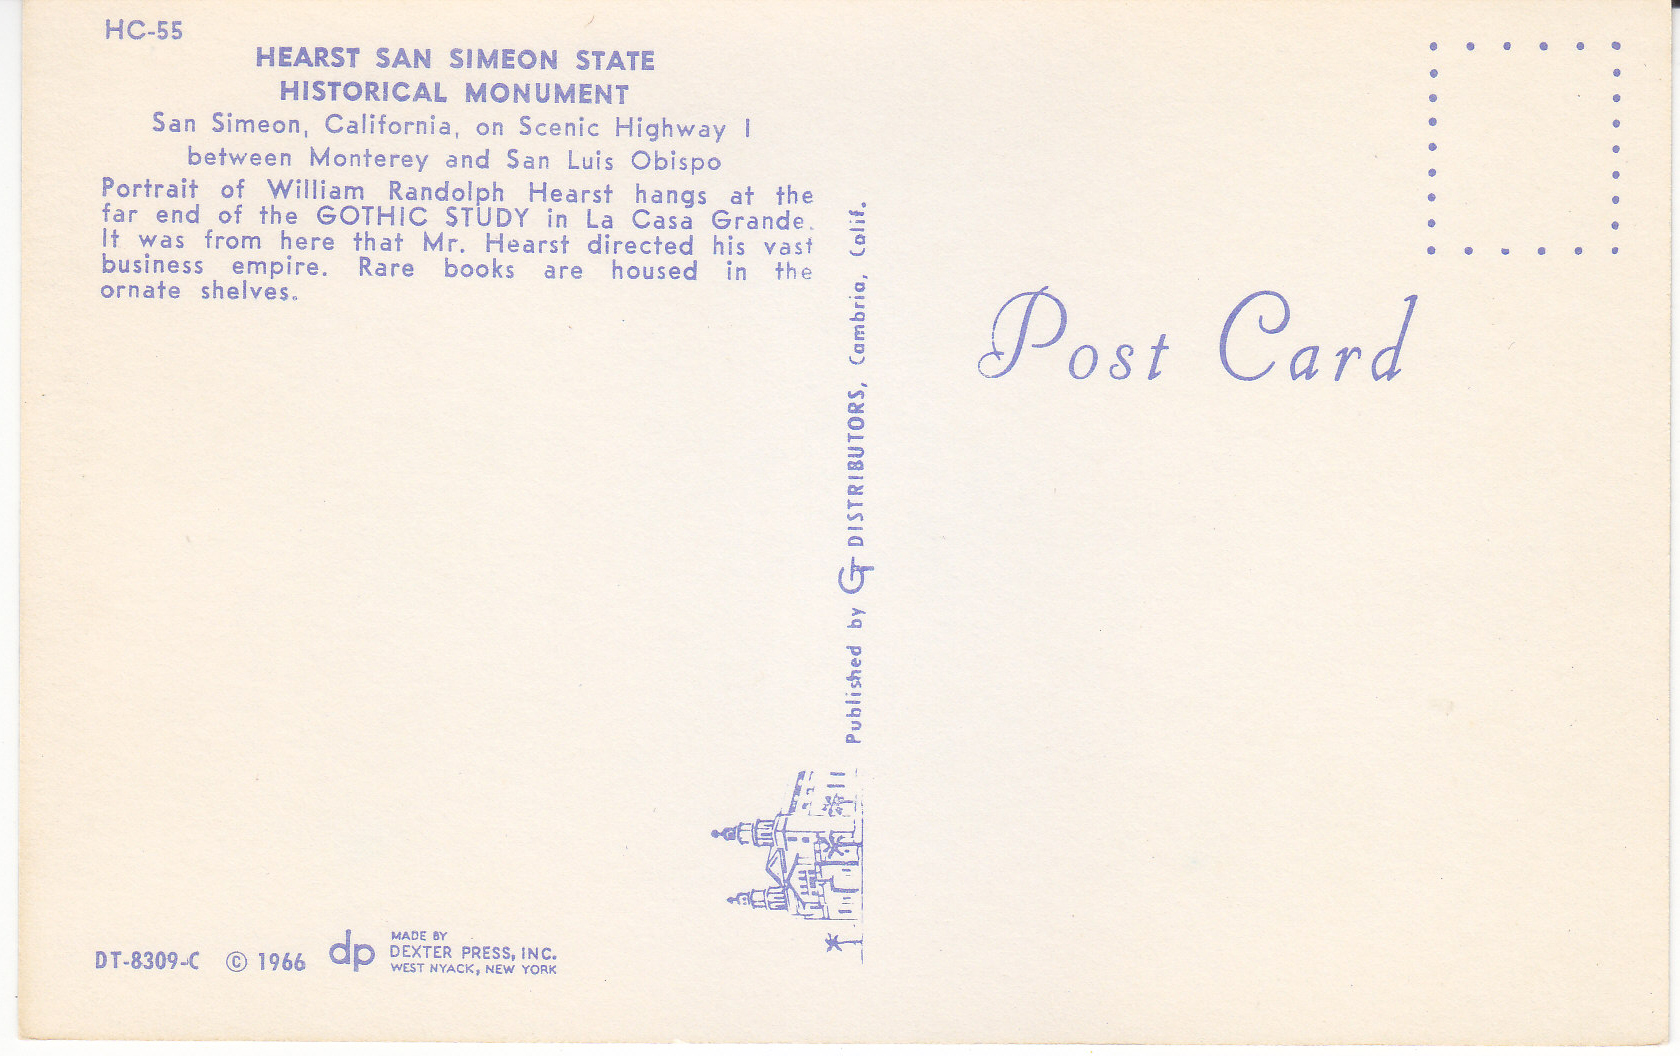 HC-55
HEARST SAN SIMEON STATE
HISTORICAL MONUMENT
San Simeon, California, on Scenic Highway 1
between Monterey and San Luis Obispo
Portrait of William Randolph Hearst hangs at the
far end of the GOTHIC STUDY in La Casa Grande.
It was from here that Mr. Hearst directed his vast
business empire. Rare books are housed in the
ornate shelves.
Published by GT DISTRIBUTORS, Cambria, Calif.
Post Card
DT-8309-C © 1966
dp
MADE BY
DEXTER PRESS, INC.
WEST NYACK, NEW YORK